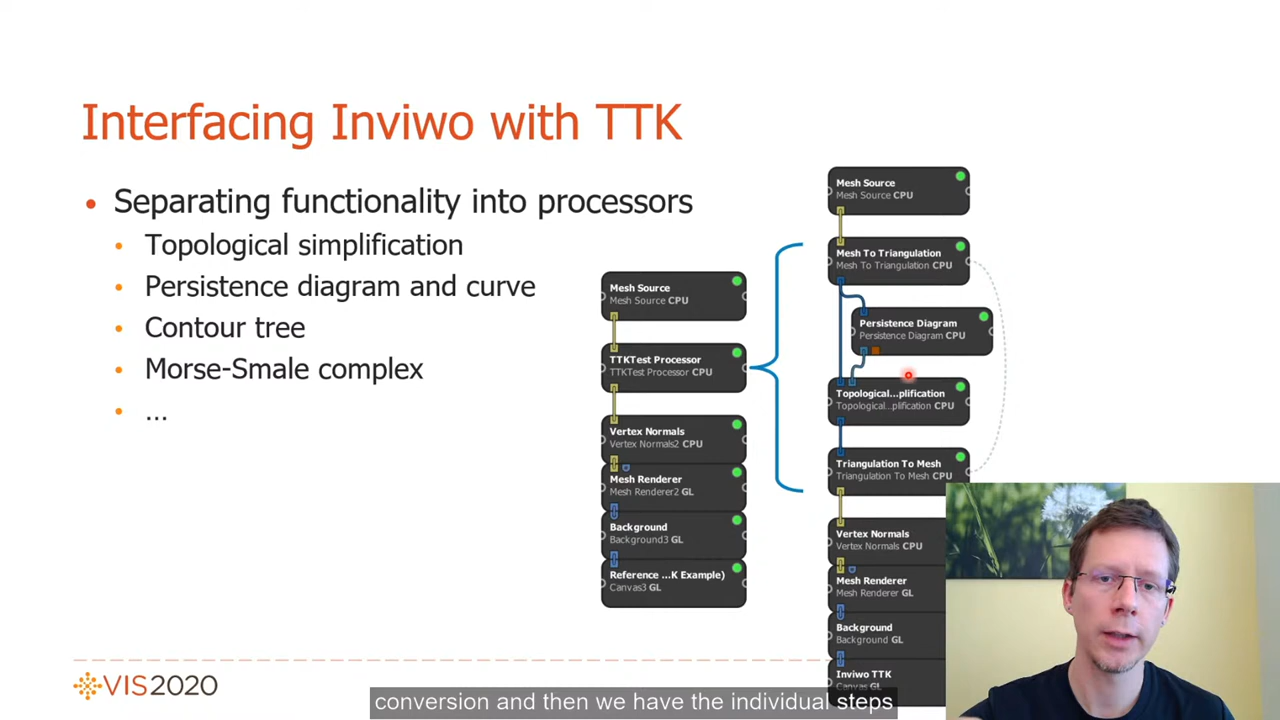 Interfacing Inviwo with TTK
• Separating functionality into processors
• Topological simplification
• Persistence diagram and curve
• Contour tree
• Morse-Smale complex
• ...
Mesh Source
Mesh Source CPU
TTKTest Processor
TTKTest Processor CPU
Vertex Normals
Vertex Normals2 CPU
Mesh Renderer
Mesh Renderer2 GL
Background
Background3 GL
Reference ...K Example)
Canvas3 GL
Mesh Source
Mesh Source CPU
Mesh To Triangulation
Mesh To Triangulation CPU
Persistence Diagram
Persistence Diagram CPU
Topological...plification
Topological...plification CPU
Triangulation To Mesh
Triangulation To Mesh CPU
Vertex Normals
Vertex Normals CPU
Mesh Renderer
Mesh Renderer GL
Background
Background GL
Inviwo TTK
Canvas GL
VIS2020
conversion and then we have the individual steps